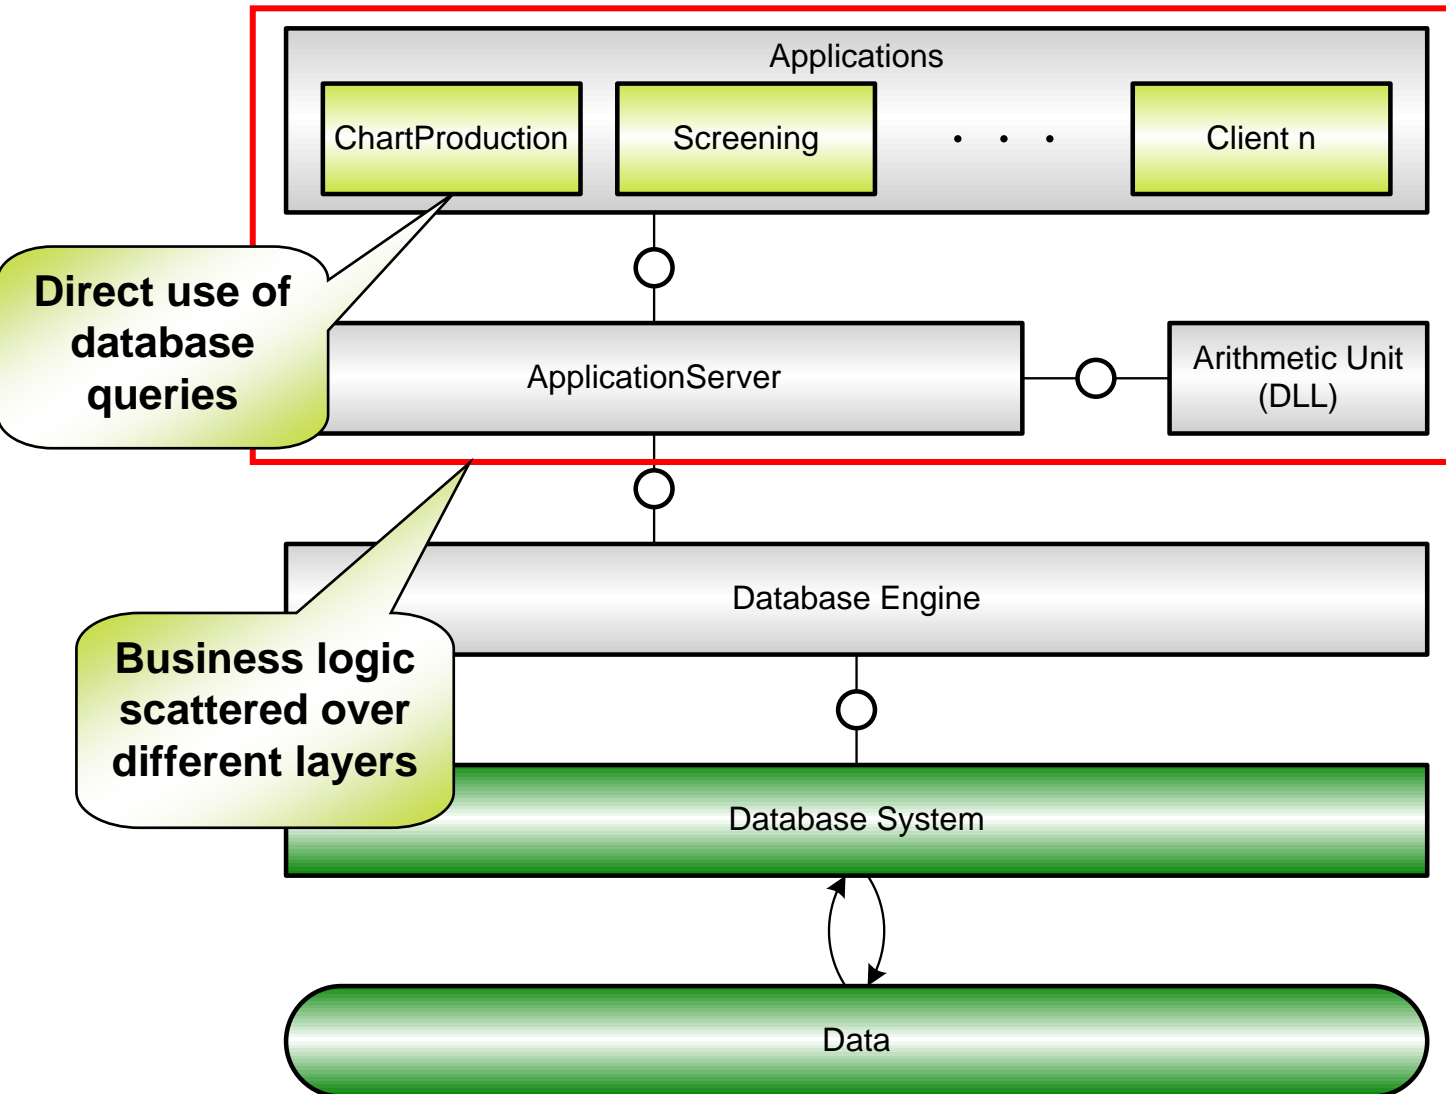 Applications
ChartProduction
Screening
. . .
Client n
Direct use of
database
queries
ApplicationServer
Arithmetic Unit
(DLL)
Database Engine
Business logic
scattered over
different layers
Database System
Data